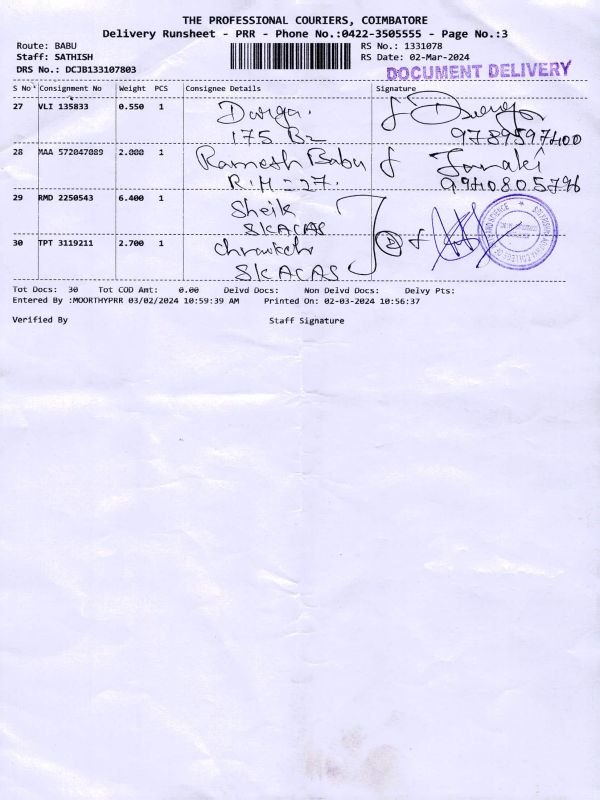 THE PROFESSIONAL COURIERS, COIMBATORE
Delivery Runsheet - PRR - Phone No.:0422-3505555 - Page No.:3
Route: BABU
RS No.: 1331078
Staff: SATHISH
RS Date: 02-Mar-2024
DRS No.: DCJB133107803
DOCUMENT DELIVERY
S No Consignment No Weight PCS Consignee Details Signature
27 VLI 135833 0.550 1 Durga.
175 B2
9789597400
28 MAA 572047089 2.000 1 Ramesh Babu Janaki
R.H-27. 9940805796
29 RMD 2250543 6.400 1 Sheik
SKACAS
30 TPT 3119211 2.700 1
SKACAS
Tot Docs: 30 Tot COD Amt: 0.00 Delvd Docs: Non Delvd Docs: Delvy Pts:
Entered By :MOORTHYPRR 03/02/2024 10:59:39 AM Printed On: 02-03-2024 10:56:37
Verified By Staff Signature